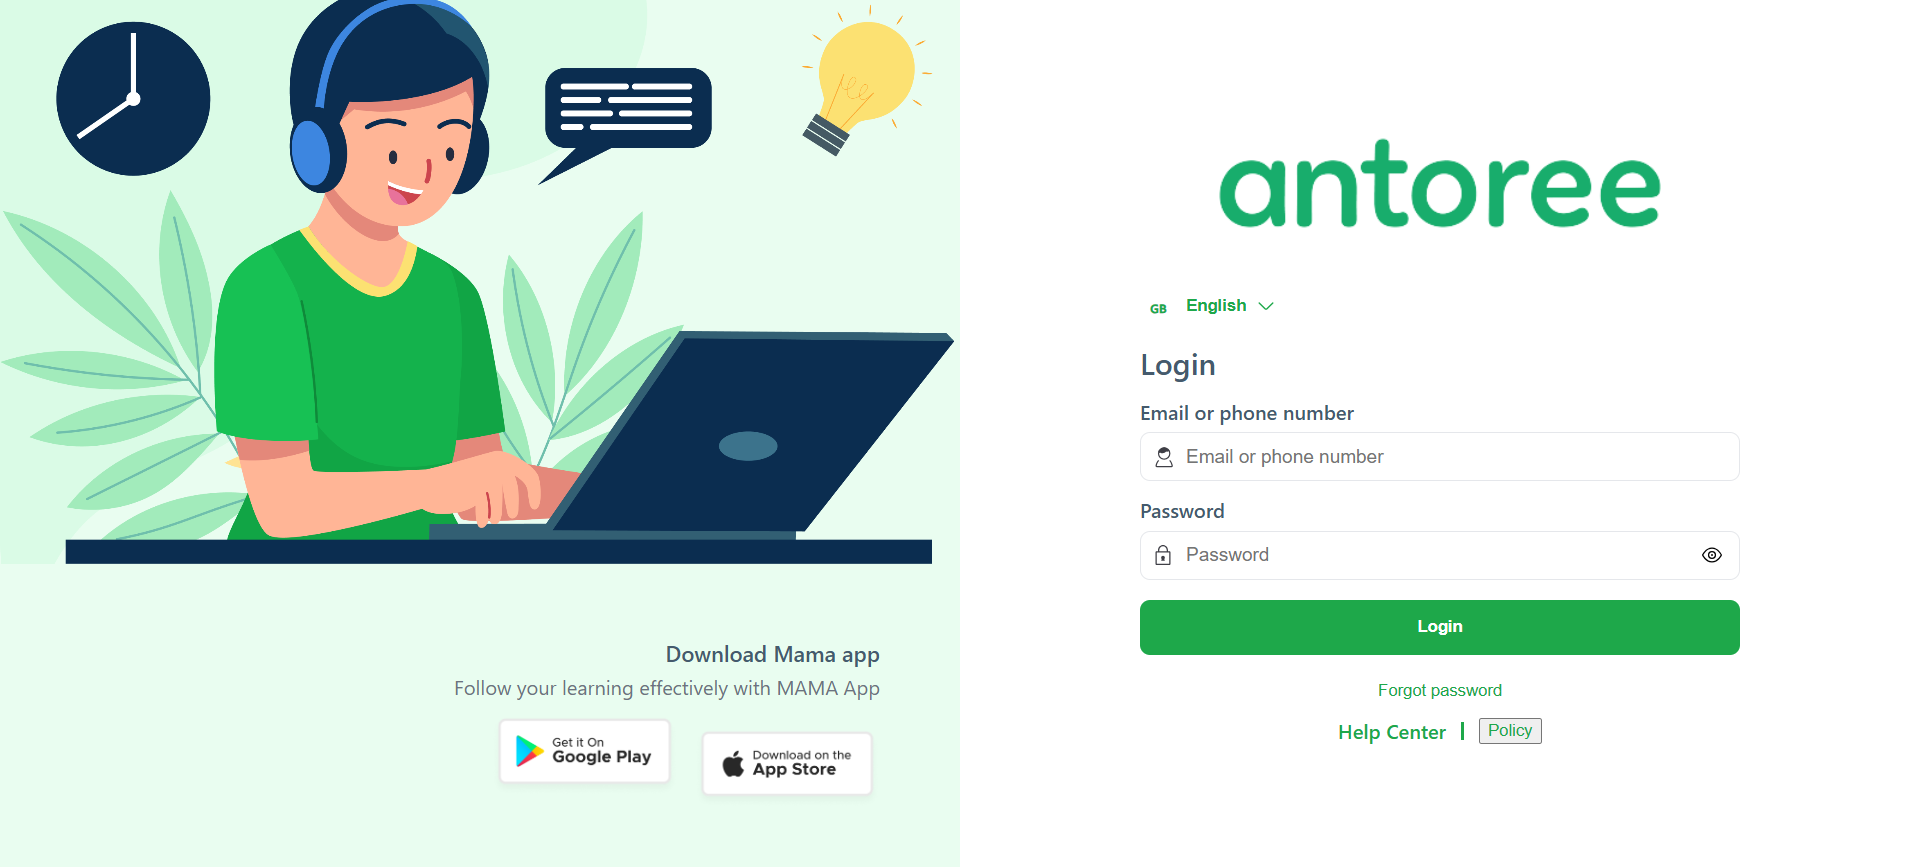 Download Mama app
Follow your learning effectively with MAMA App
Get it On
Google Play
Download on the
App Store
antoree
GB English
Login
Email or phone number
Email or phone number
Password
Password
Login
Forgot password
Help Center | Policy